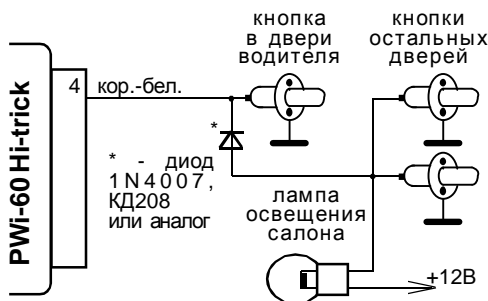 кнопка
в двери
водителя
кнопки
остальных
дверей
PWi-60 Hi-trick
4
кор.-бел.
*
* - диод
1N4007,
КД208
или аналог
лампа
освещения
салона
+12В